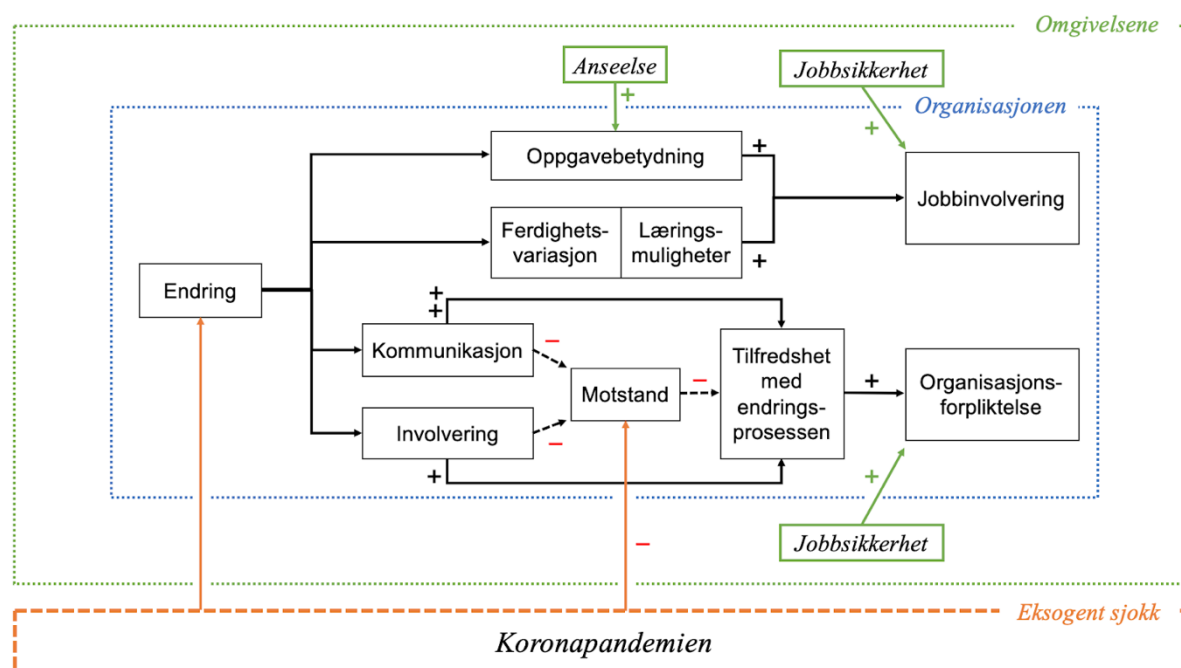 Omgivelsene
Anseelse
Jobbsikkerhet
+
+
Organisasjonen
Oppgavebetydning
+
Jobbinvolvering
Ferdighets-
variasjon
Lærings-
muligheter
+
Endring
+
+
Kommunikasjon
–
Motstand
–
Tilfredshet
med
endrings-
prosessen
+
Organisasjons-
forpliktelse
Involvering
–
+
+
Jobbsikkerhet
–
Eksogent sjokk
Koronapandemien